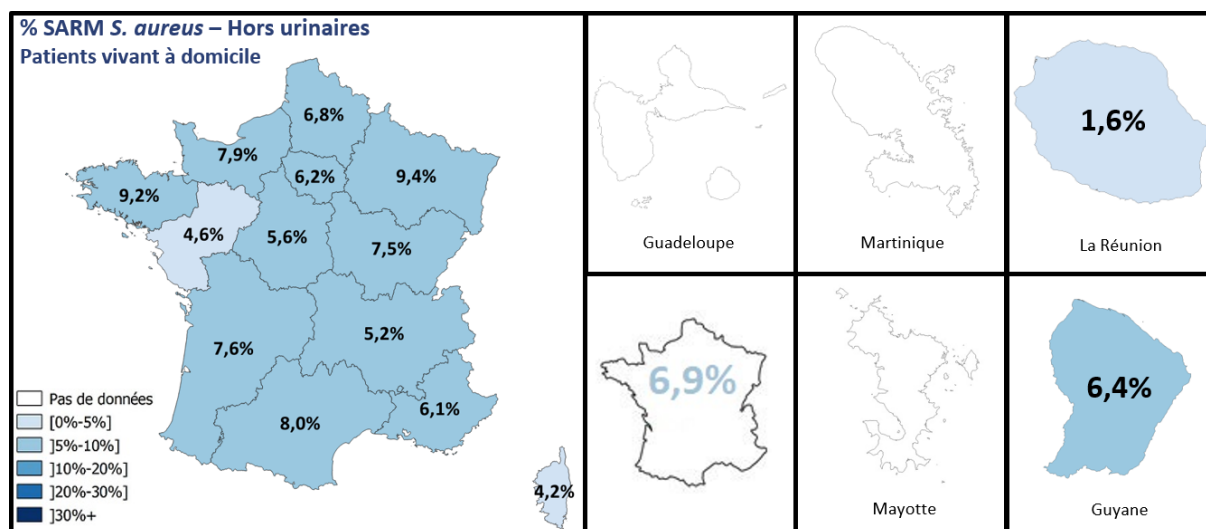 % SARM S. aureus – Hors urinaires
Patients vivant à domicile
6,8%
7,9%
6,2%
9,4%
9,2%
4,6%
5,6%
7,5%
7,6%
5,2%
8,0%
6,1%
4,2%
Pas de données
[0%-5%]
]5%-10%]
]10%-20%]
]20%-30%]
]30%+
Guadeloupe
Martinique
1,6%
La Réunion
6,9%
Mayotte
6,4%
Guyane